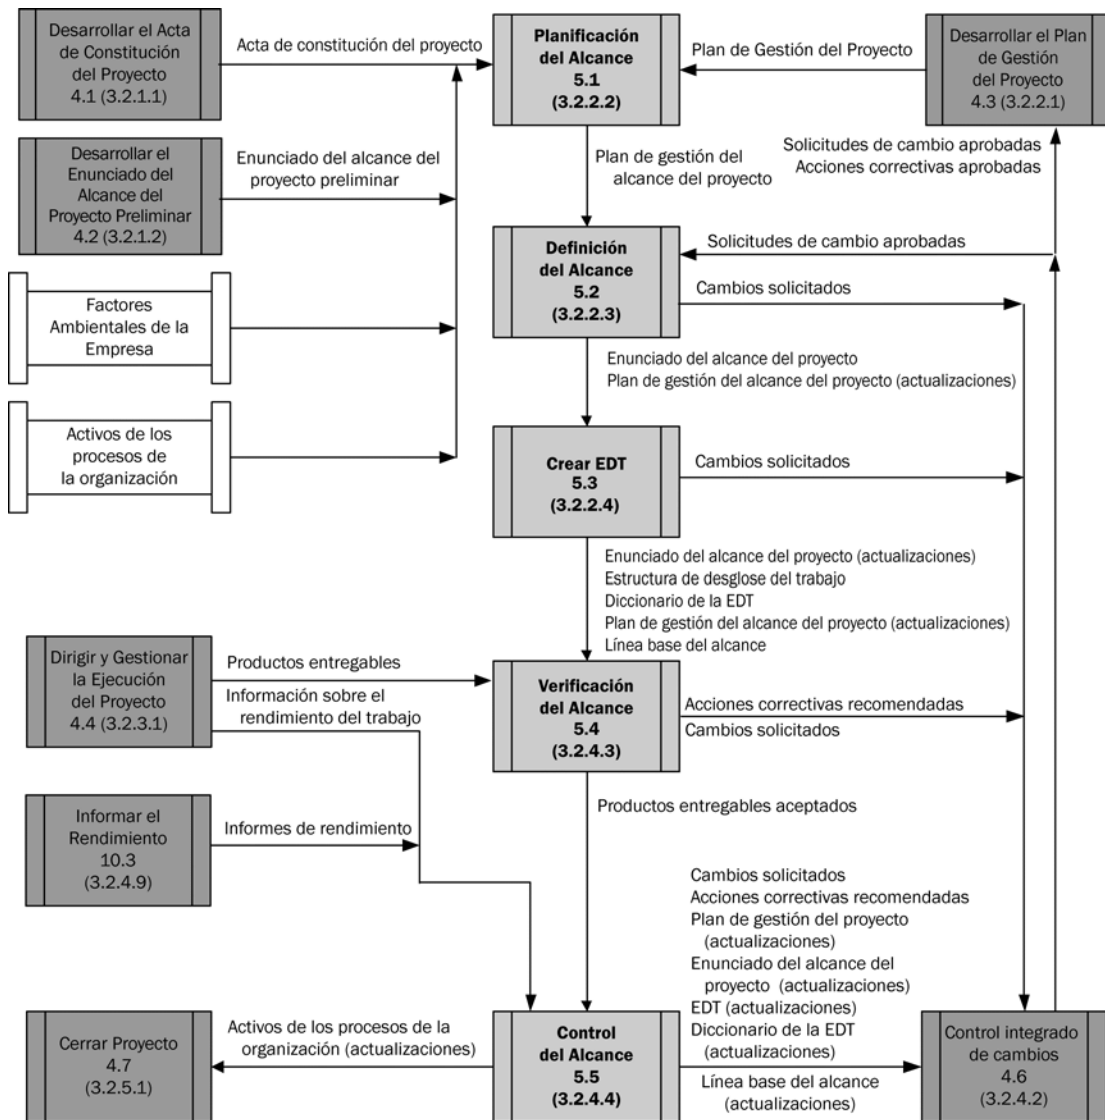 Desarrollar el Acta
de Constitución
del Proyecto
4.1 (3.2.1.1)
Acta de constitución del proyecto
Planificación
del Alcance
5.1
(3.2.2.2)
Plan de Gestión del Proyecto
Desarrollar el Plan
de Gestión
del Proyecto
4.3 (3.2.2.1)
Desarrollar el
Enunciado del
Alcance del
Proyecto Preliminar
4.2 (3.2.1.2)
Enunciado del alcance del
proyecto preliminar
Plan de gestión del
alcance del proyecto
Solicitudes de cambio aprobadas
Acciones correctivas aprobadas
Definición
del Alcance
5.2
(3.2.2.3)
Solicitudes de cambio aprobadas
Cambios solicitados
Factores
Ambientales de la
Empresa
Enunciado del alcance del proyecto
Plan de gestión del alcance del proyecto (actualizaciones)
Activos de los
procesos de
la organización
Crear EDT
5.3
(3.2.2.4)
Cambios solicitados
Enunciado del alcance del proyecto (actualizaciones)
Estructura de desglose del trabajo
Diccionario de la EDT
Plan de gestión del alcance del proyecto (actualizaciones)
Línea base del alcance
Dirigir y Gestionar
la Ejecución
del Proyecto
4.4 (3.2.3.1)
Productos entregables
Información sobre el
rendimiento del trabajo
Verificación
del Alcance
5.4
(3.2.4.3)
Acciones correctivas recomendadas
Cambios solicitados
Informar el
Rendimiento
10.3
(3.2.4.9)
Informes de rendimiento
Productos entregables aceptados
Cambios solicitados
Acciones correctivas recomendadas
Plan de gestión del proyecto
(actualizaciones)
Enunciado del alcance del
proyecto (actualizaciones)
EDT (actualizaciones)
Diccionario de la EDT
(actualizaciones)
Línea base del alcance
(actualizaciones)
Cerrar Proyecto
4.7
(3.2.5.1)
Activos de los procesos de la
organización (actualizaciones)
Control
del Alcance
5.5
(3.2.4.4)
Control integrado
de cambios
4.6
(3.2.4.2)